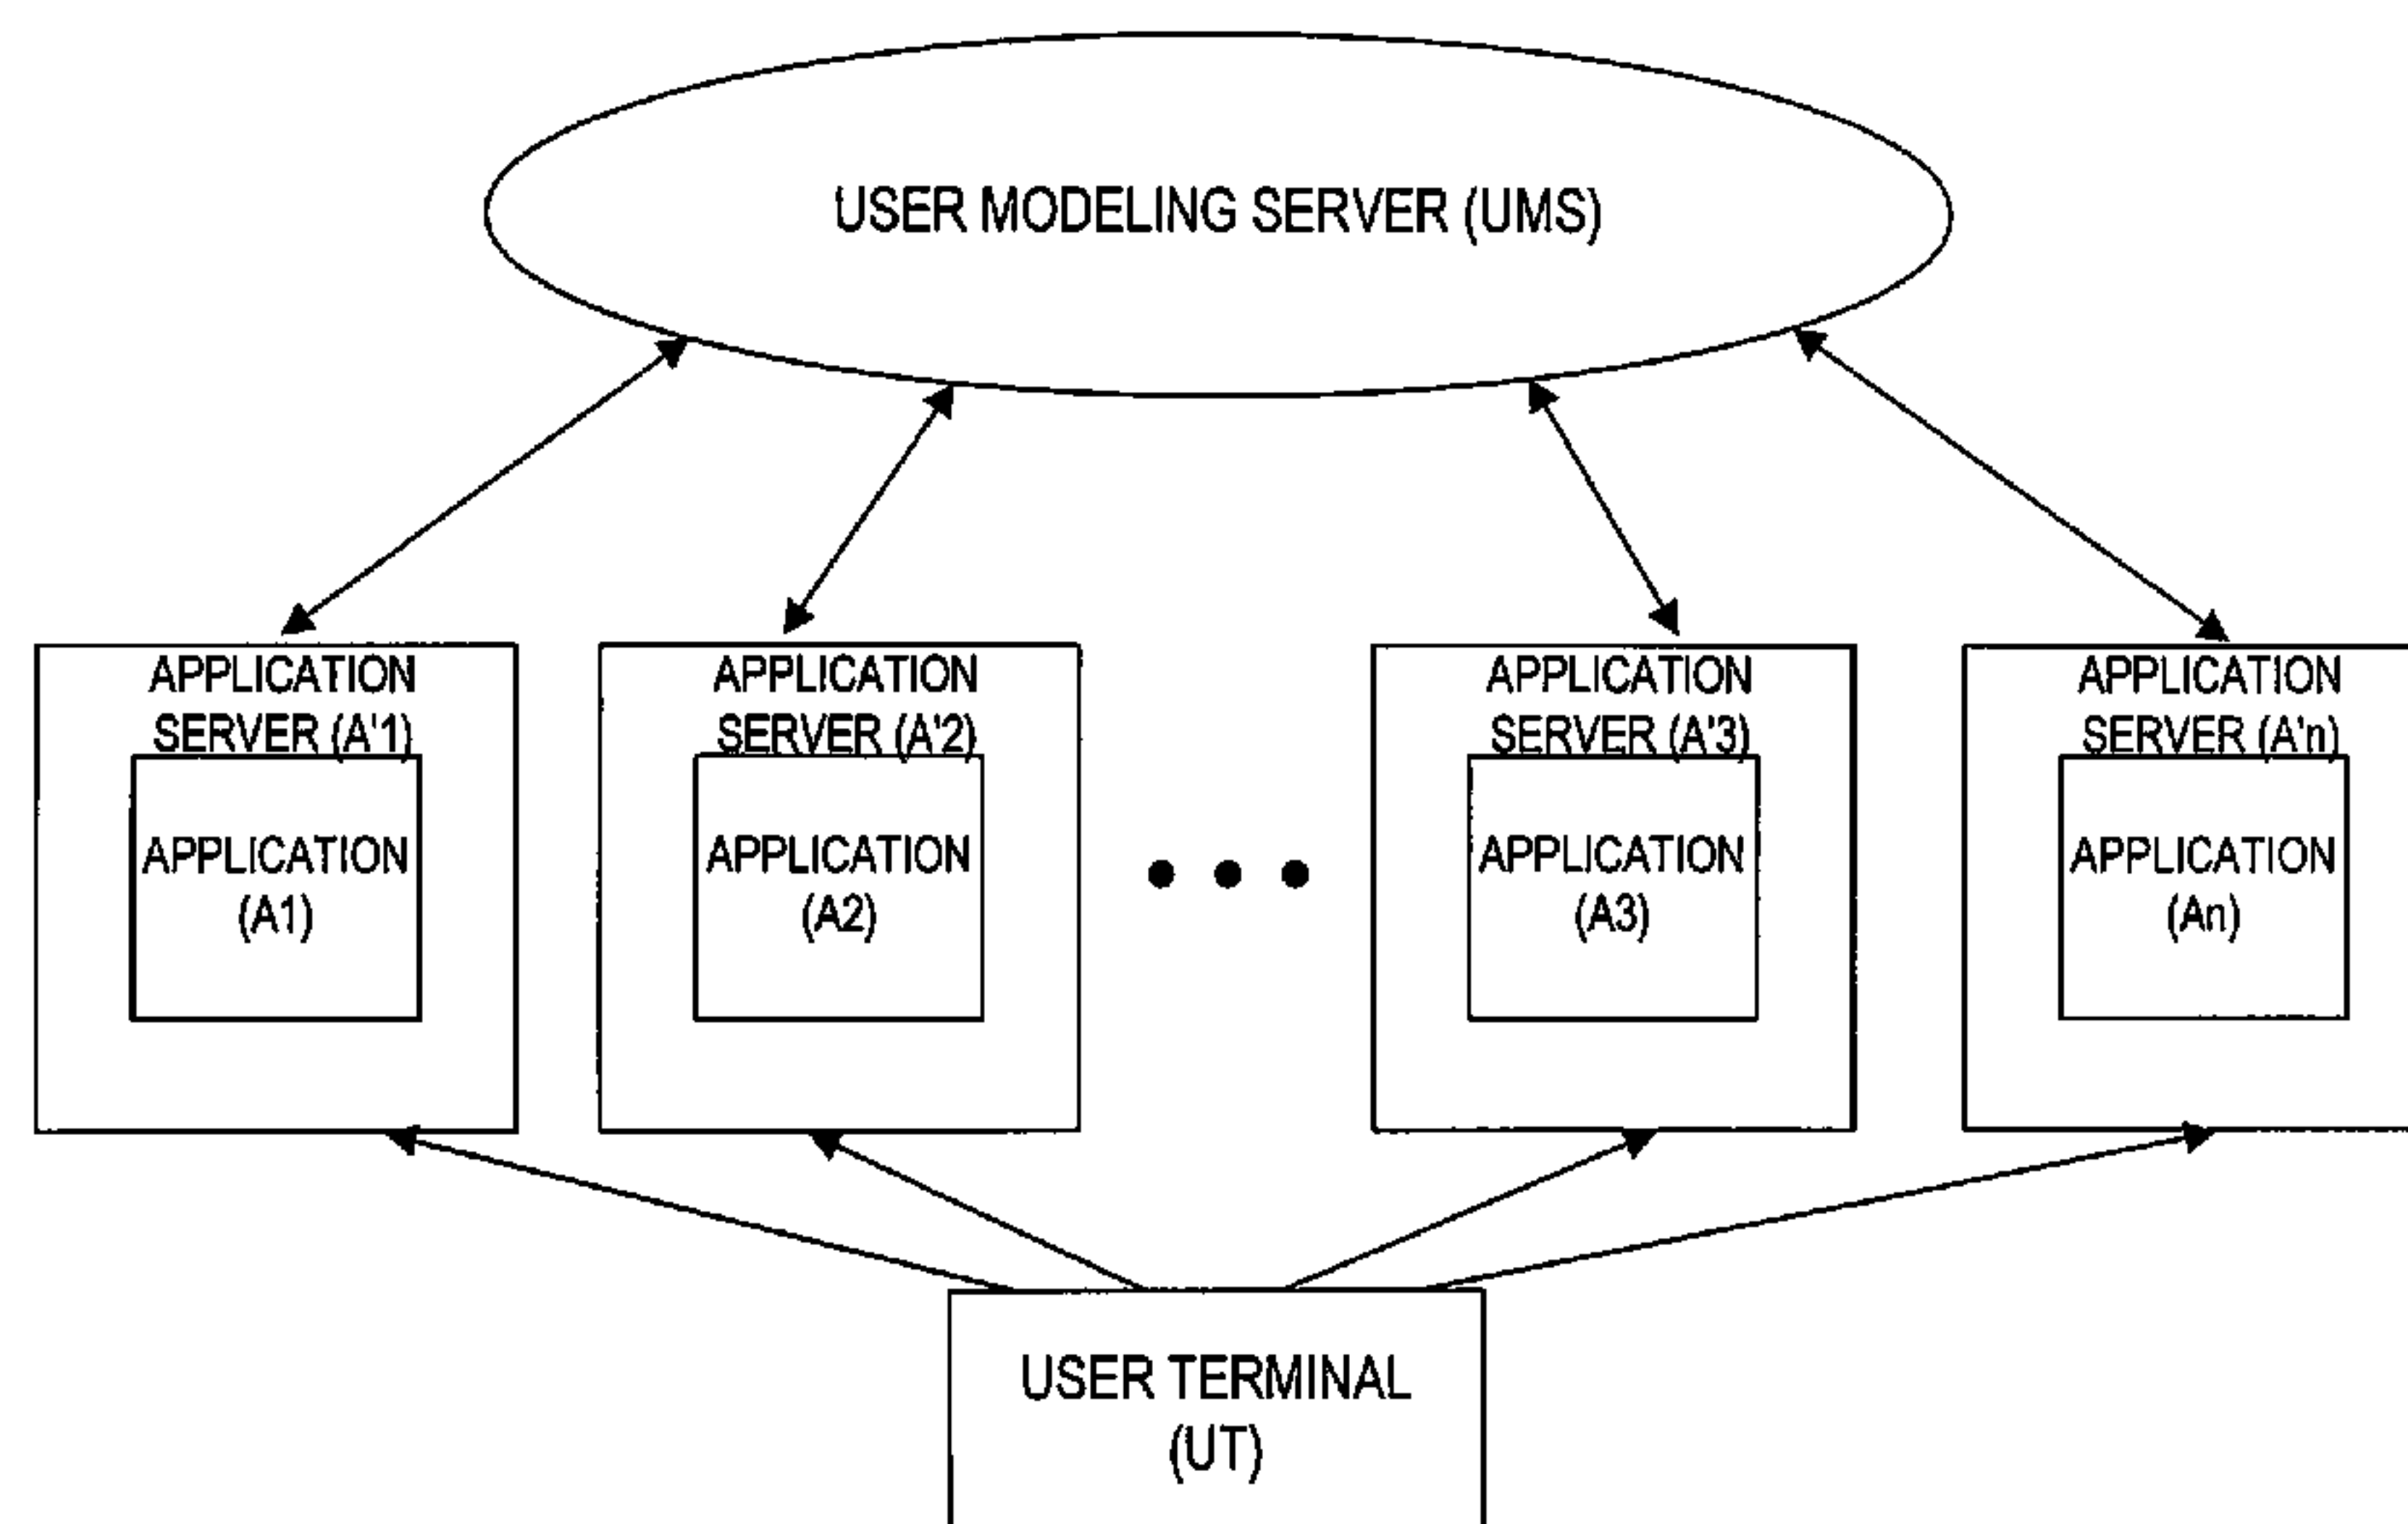 USER MODELING SERVER (UMS)
APPLICATION
SERVER (A'1)
APPLICATION
(A1)
APPLICATION
SERVER (A'2)
APPLICATION
(A2)
APPLICATION
SERVER (A'3)
APPLICATION
(A3)
APPLICATION
SERVER (A'n)
APPLICATION
(An)
USER TERMINAL
(UT)